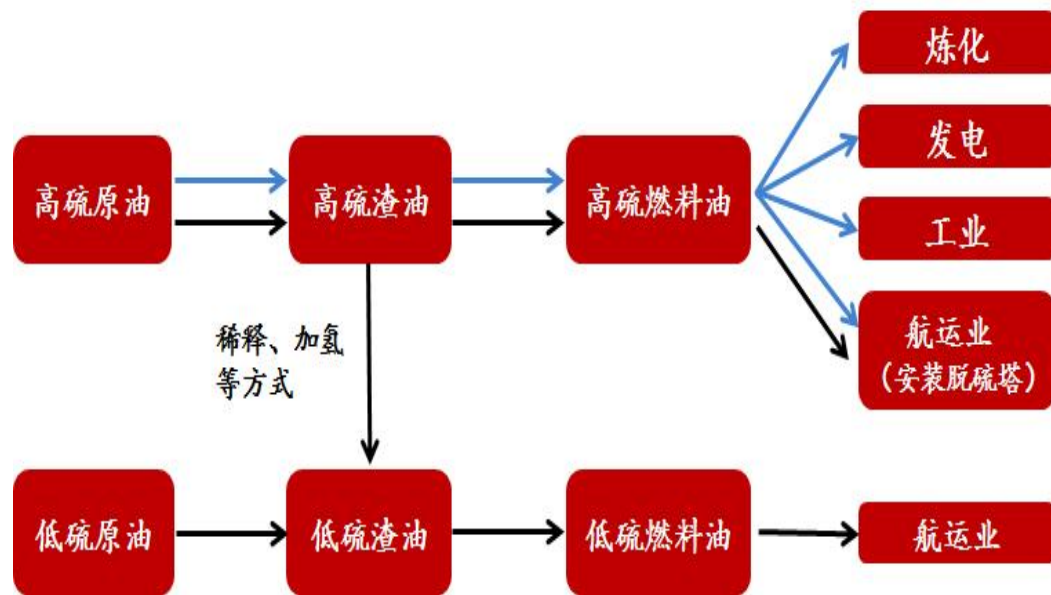 炼化
发电
高硫原油
高硫渣油
高硫燃料油
工业
航运业
（安装脱硫塔）
稀释、加氢
等方式
低硫原油
低硫渣油
低硫燃料油
航运业